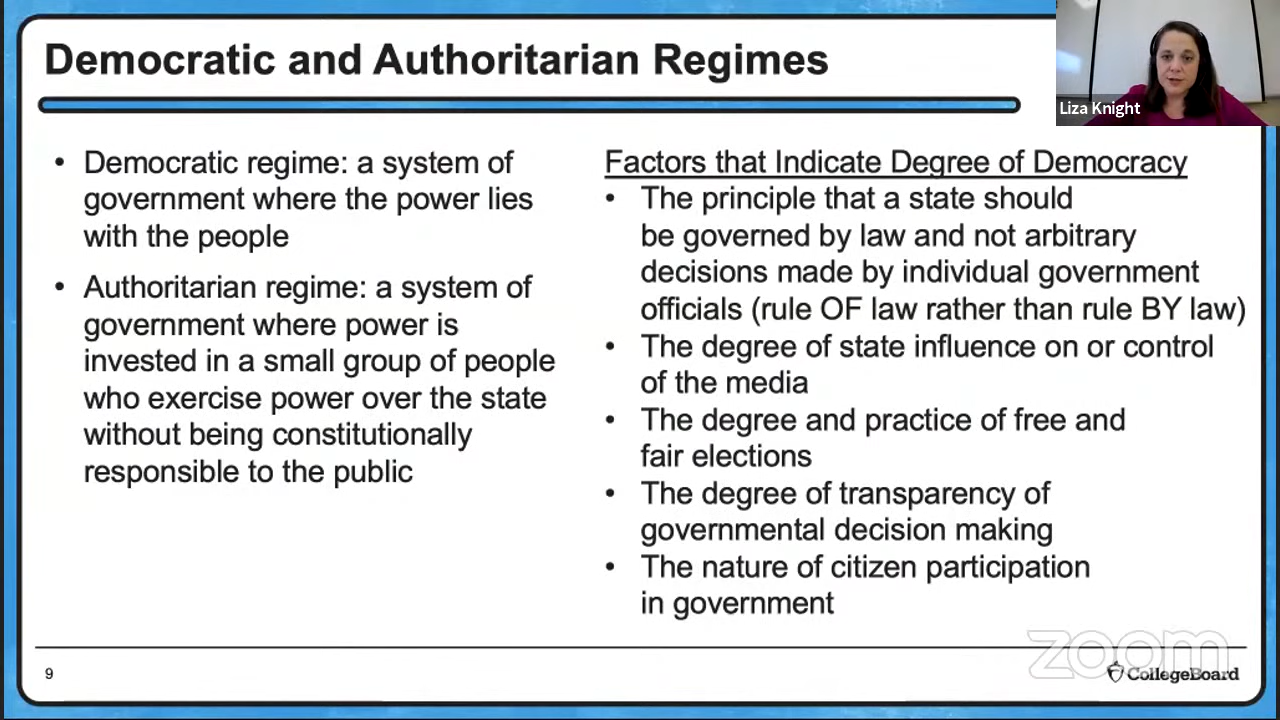 Democratic and Authoritarian Regimes
Liza Knight
• Democratic regime: a system of
government where the power lies
with the people
• Authoritarian regime: a system of
government where power is
invested in a small group of people
who exercise power over the state
without being constitutionally
responsible to the public
Factors that Indicate Degree of Democracy
• The principle that a state should
be governed by law and not arbitrary
decisions made by individual government
officials (rule OF law rather than rule BY law)
• The degree of state influence on or control
of the media
• The degree and practice of free and
fair elections
• The degree of transparency of
governmental decision making
• The nature of citizen participation
in government
zoom
9
CollegeBoard